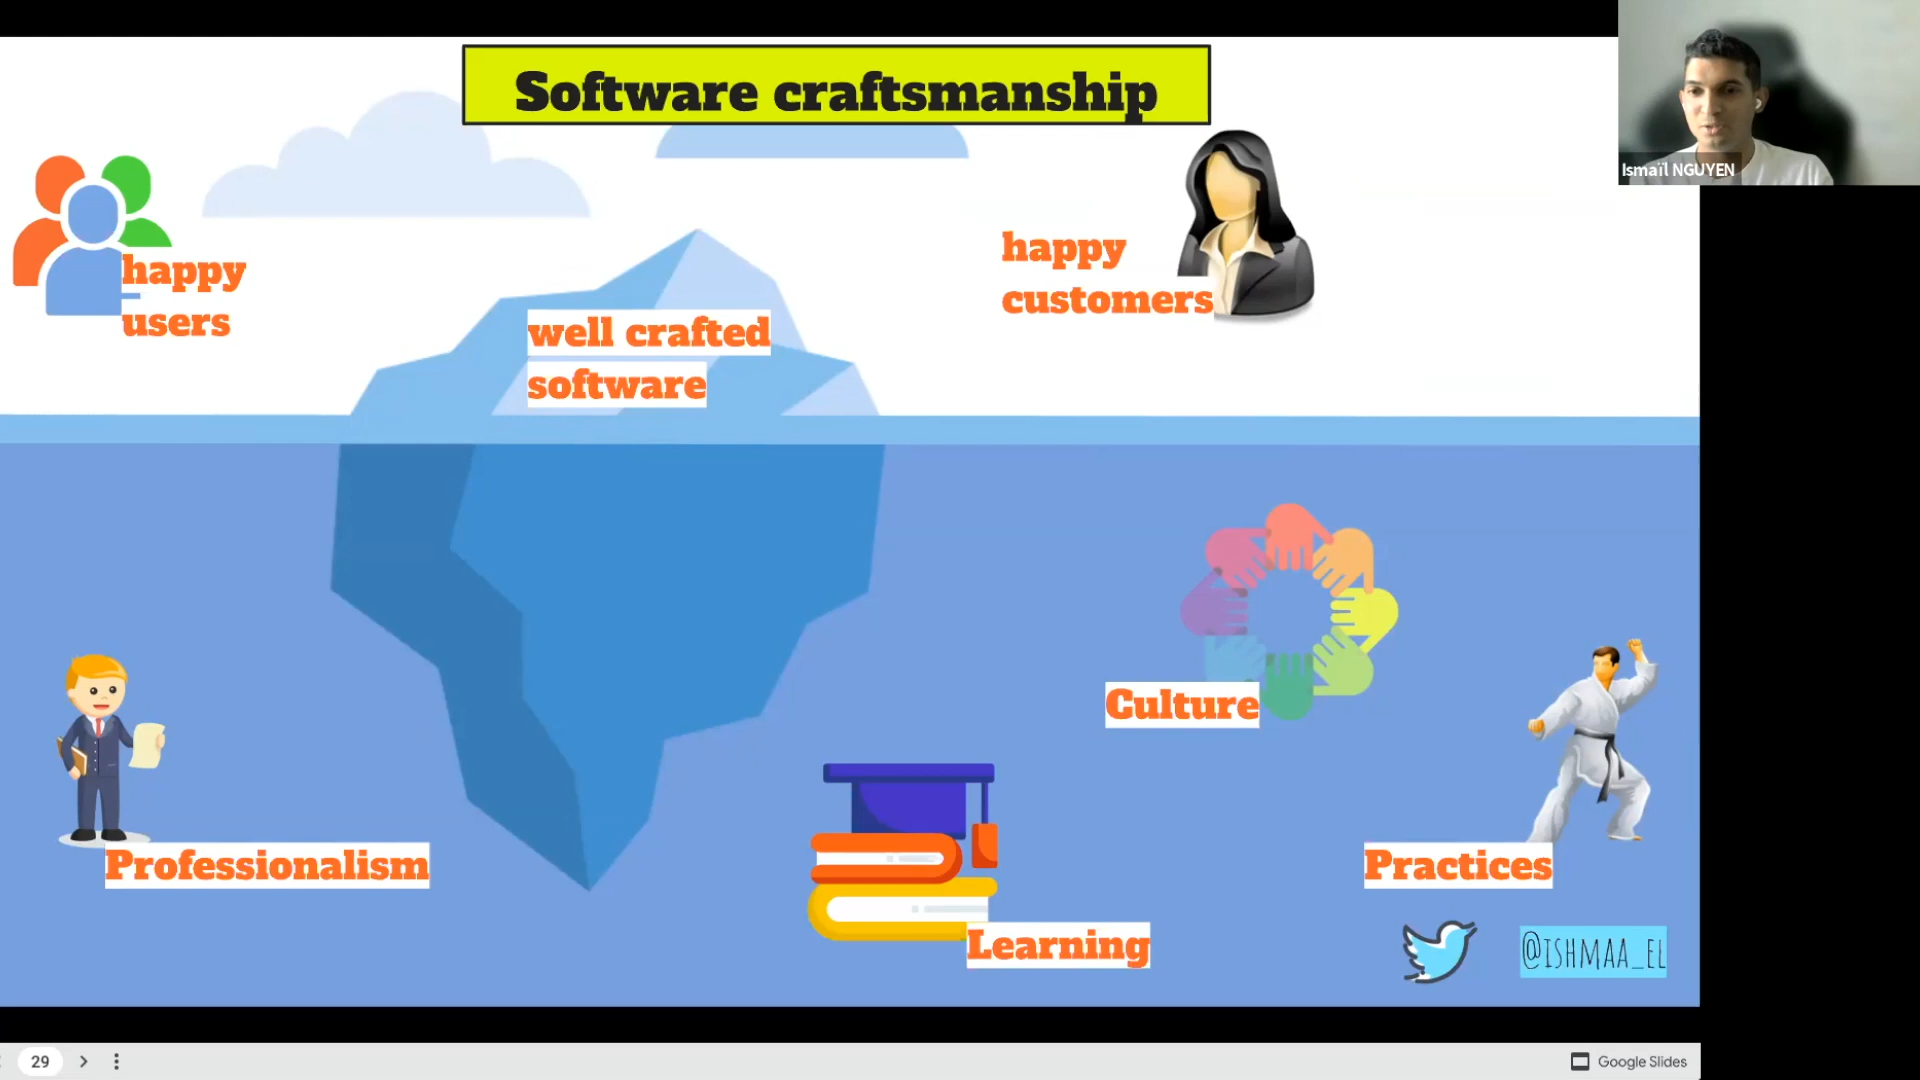 Software craftsmanship
Ismaïl NGUYEN
happy
users
happy
customers
well crafted
software
Culture
Professionalism
Practices
Learning
@ISHMAA_EL
29
Google Slides